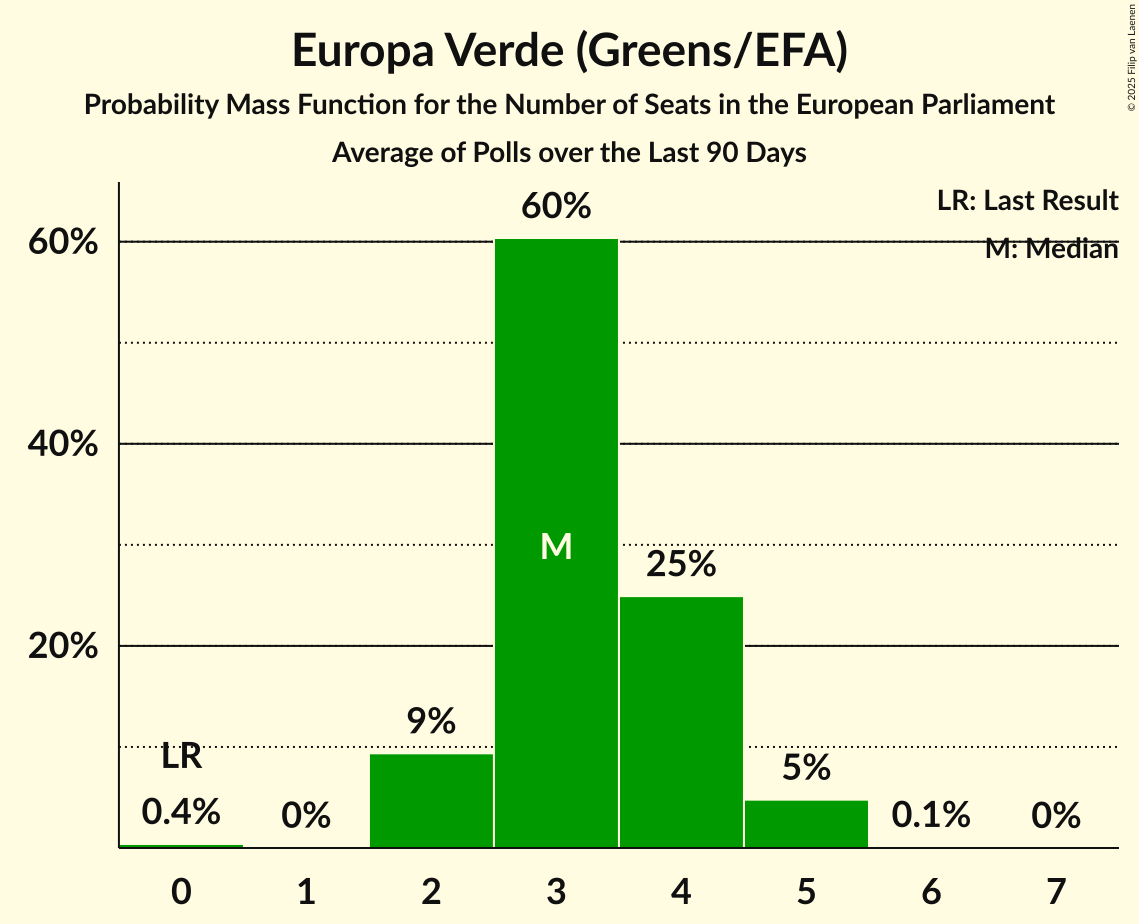 Europa Verde (Greens/EFA)
Probability Mass Function for the Number of Seats in the European Parliament
Average of Polls over the Last 90 Days
© 2025 Filip van Laenen
LR: Last Result
M: Median
60%
40%
20%
LR
0.4%
0%
9%
60%
M
25%
5%
0.1%
0%
0 1 2 3 4 5 6 7